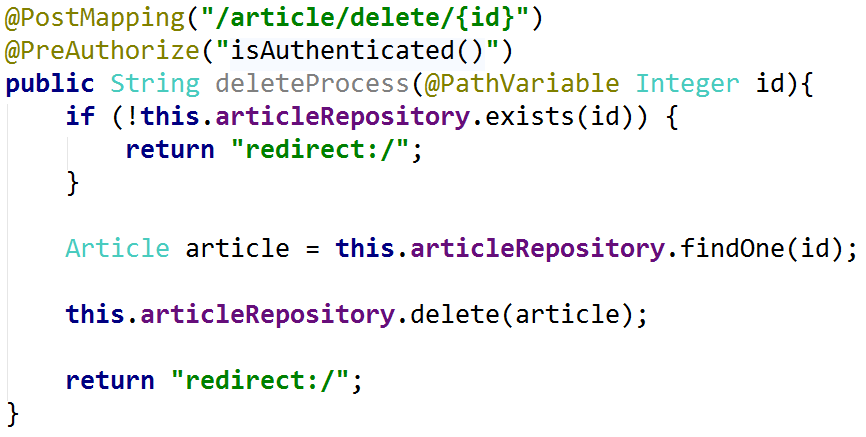 @PostMapping("/article/delete/{id}")
@PreAuthorize("isAuthenticated()")
public String deleteProcess(@PathVariable Integer id){
    if (!this.articleRepository.exists(id)) {
        return "redirect:/";
    }

    Article article = this.articleRepository.findOne(id);

    this.articleRepository.delete(article);

    return "redirect:/";
}